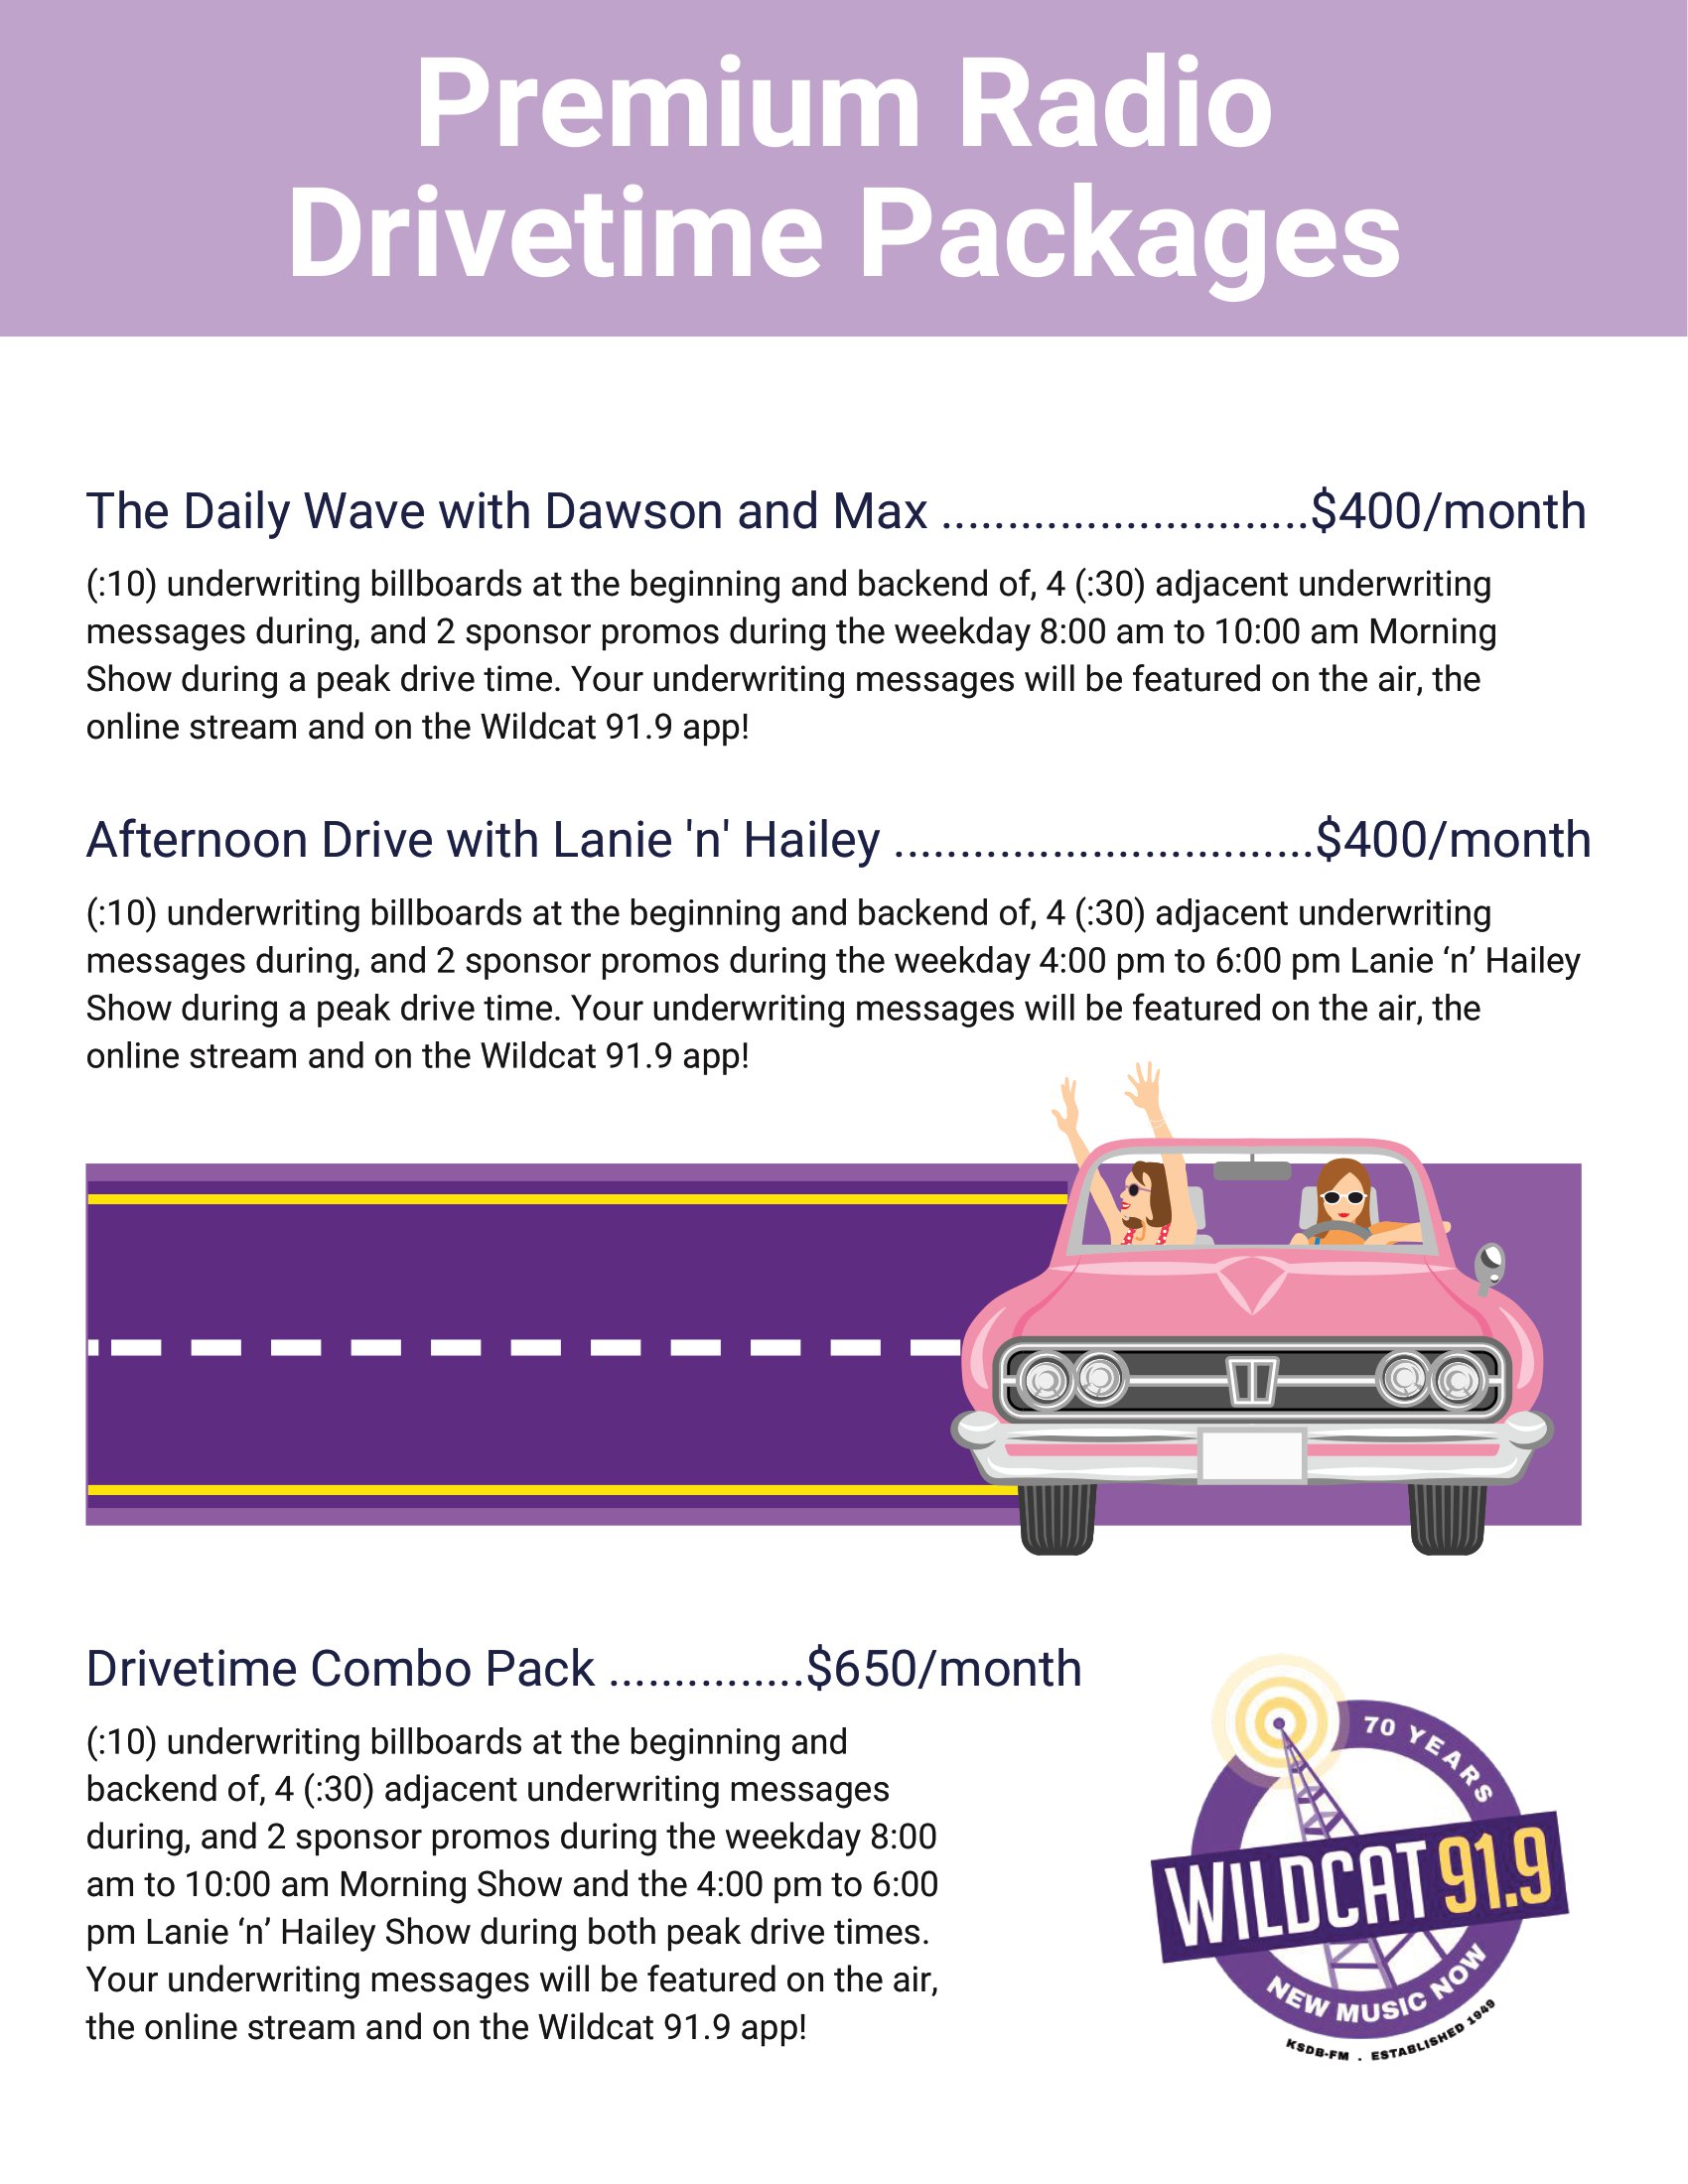 Premium Radio
Drivetime Packages
The Daily Wave with Dawson and Max ............................$400/month
(:10) underwriting billboards at the beginning and backend of, 4 (:30) adjacent underwriting
messages during, and 2 sponsor promos during the weekday 8:00 am to 10:00 am Morning
Show during a peak drive time. Your underwriting messages will be featured on the air, the
online stream and on the Wildcat 91.9 app!
Afternoon Drive with Lanie 'n' Hailey ................................$400/month
(:10) underwriting billboards at the beginning and backend of, 4 (:30) adjacent underwriting
messages during, and 2 sponsor promos during the weekday 4:00 pm to 6:00 pm Lanie ‘n’ Hailey
Show during a peak drive time. Your underwriting messages will be featured on the air, the
online stream and on the Wildcat 91.9 app!
Drivetime Combo Pack ...............$650/month
(:10) underwriting billboards at the beginning and
backend of, 4 (:30) adjacent underwriting messages
during, and 2 sponsor promos during the weekday 8:00
am to 10:00 am Morning Show and the 4:00 pm to 6:00
pm Lanie ‘n’ Hailey Show during both peak drive times.
Your underwriting messages will be featured on the air,
the online stream and on the Wildcat 91.9 app!
70 YEARS
WILDCAT 91.9
NEW MUSIC NOW
KSDB-FM . ESTABLISHED 1949